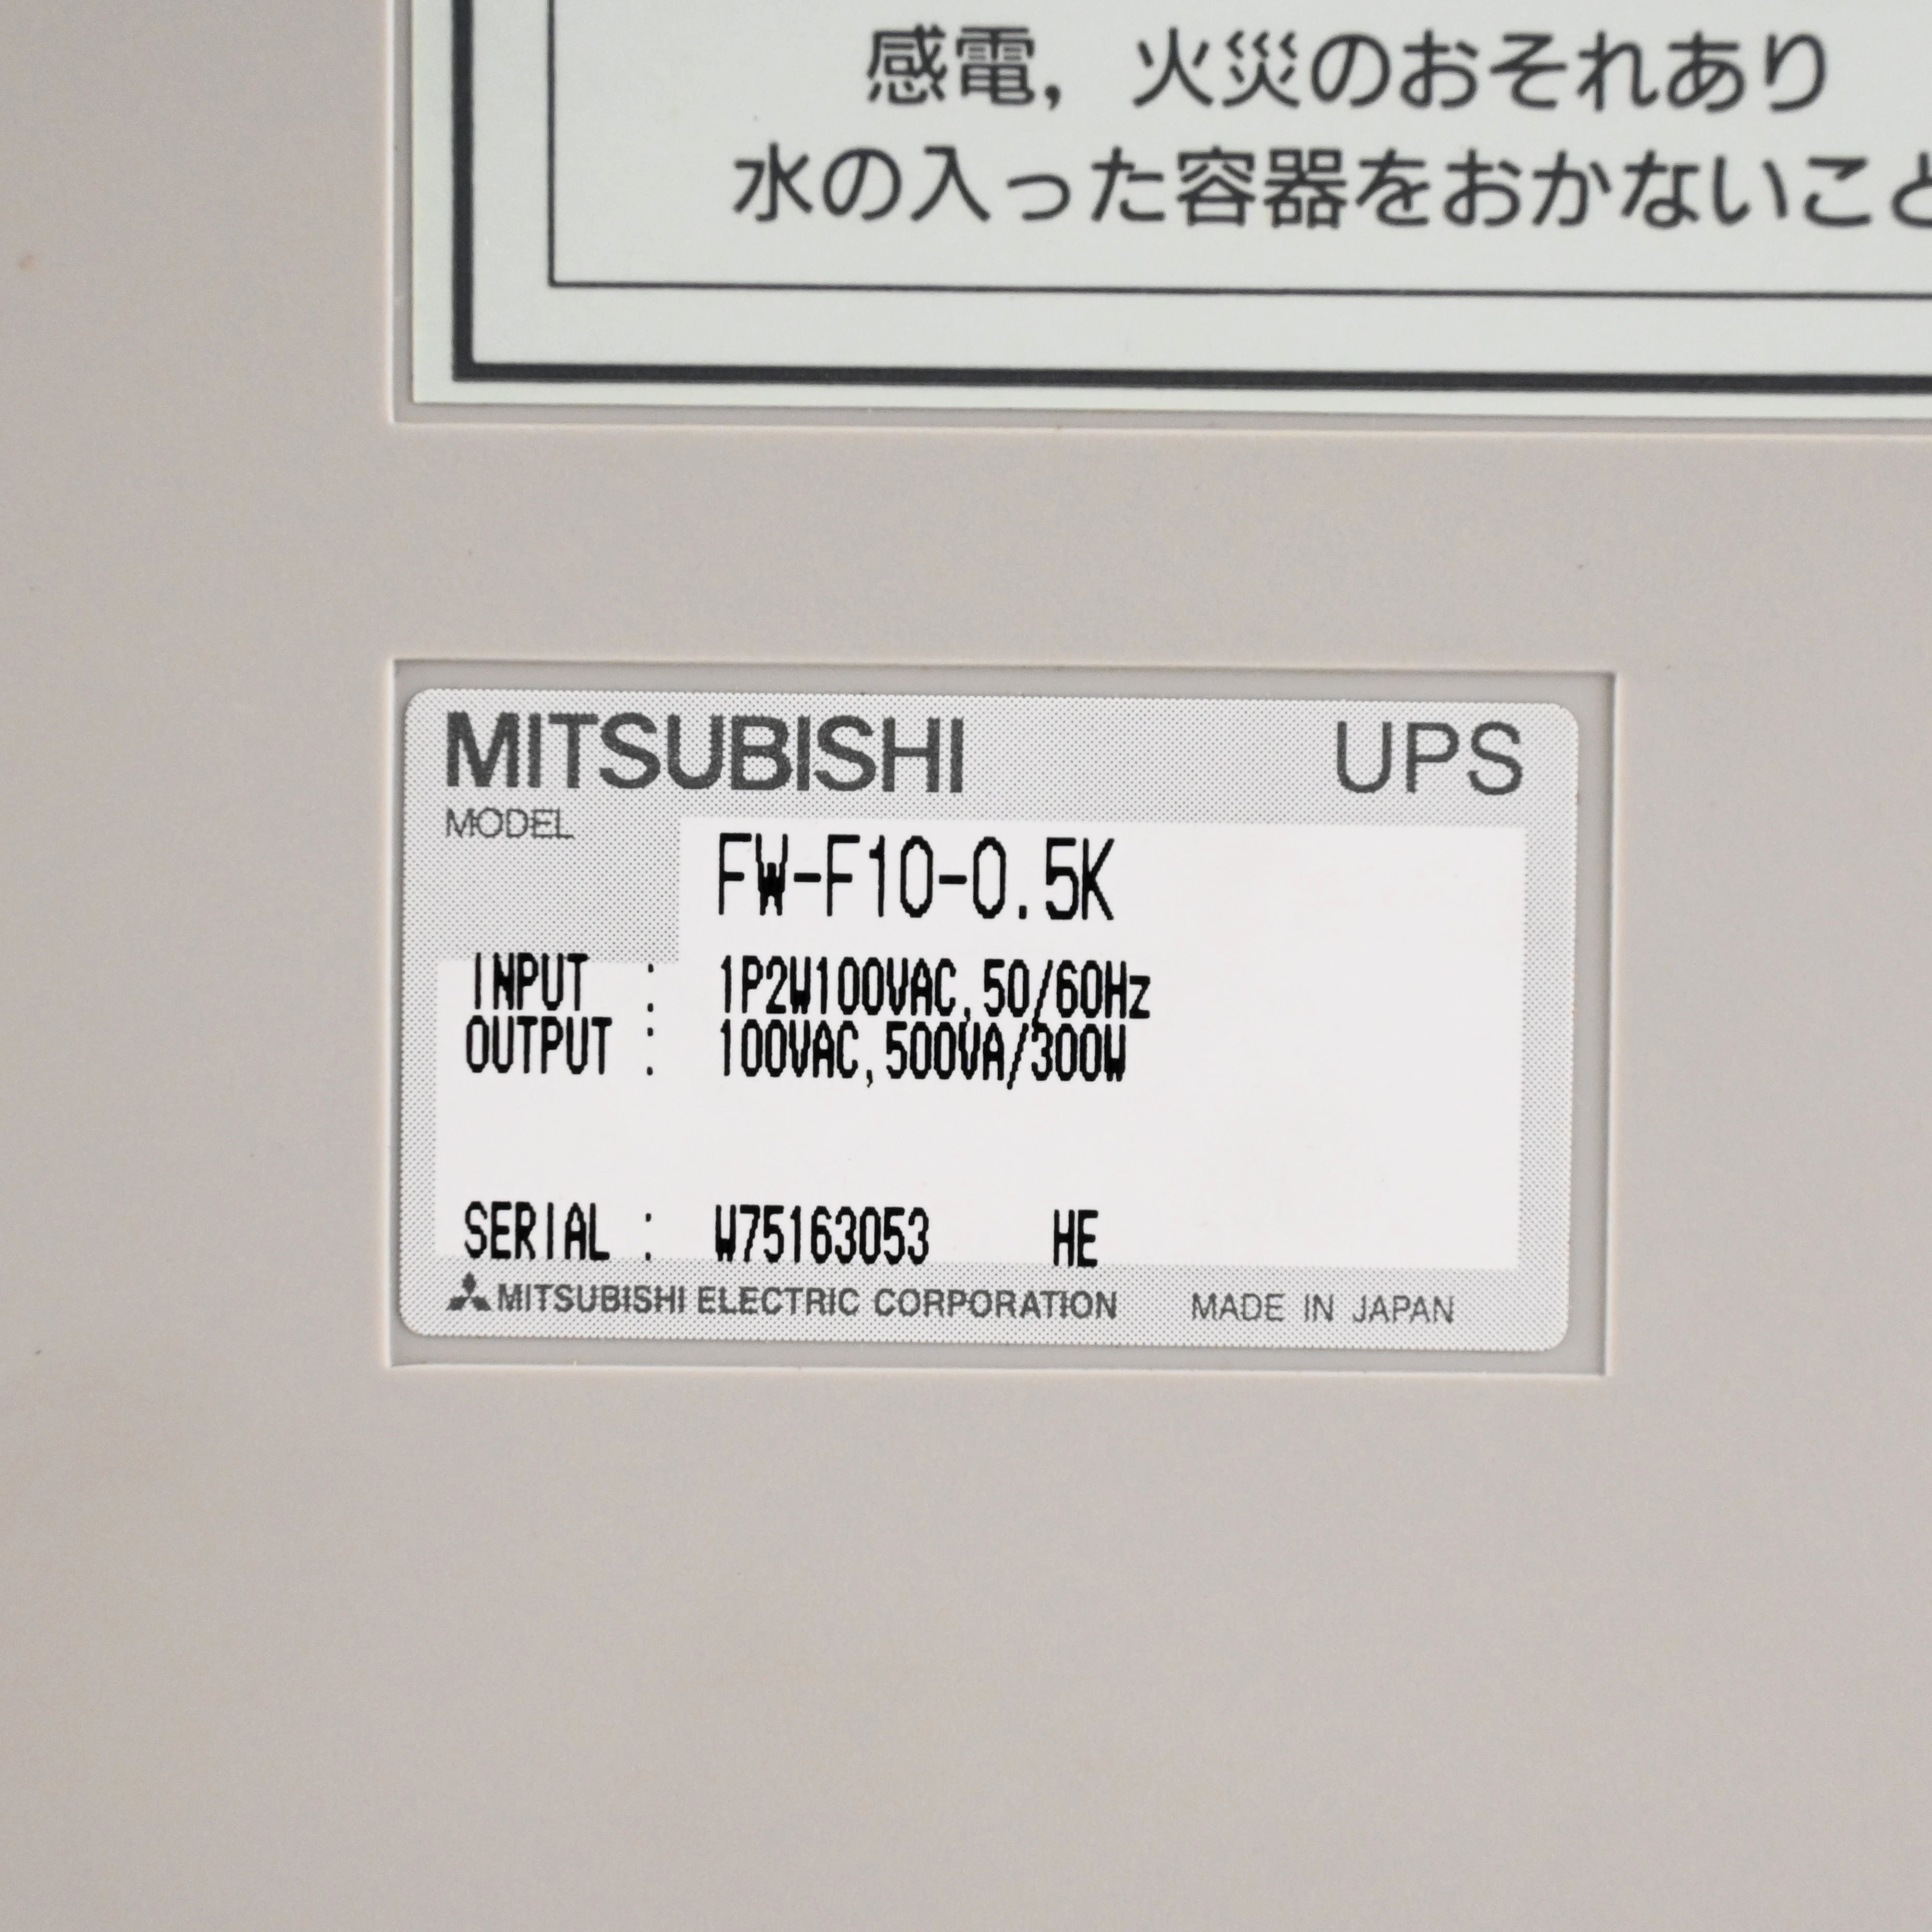 感電，火災のおそれあり
水の入った容器をおかないこと
MITSUBISHI UPS
MODEL
FW-F10-0.5K
INPUT : 1P2W100VAC,50/60Hz
OUTPUT : 100VAC,500VA/300W
SERIAL : W75163053 HE
MITSUBISHI ELECTRIC CORPORATION MADE IN JAPAN